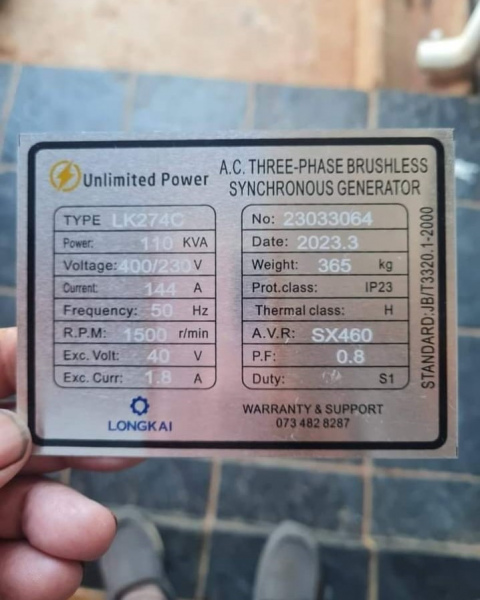 Unlimited Power
A.C. THREE-PHASE BRUSHLESS
SYNCHRONOUS GENERATOR
TYPE LK274C
Power: 110 KVA
Voltage: 400/230 V
Current: 144 A
Frequency: 50 Hz
R.P.M: 1500 r/min
Exc. Volt: 40 V
Exc. Curr: 1.8 A
No: 23033064
Date: 2023.3
Weight: 365 kg
Prot.class: IP23
Thermal class: H
A.V.R: SX460
P.F: 0.8
Duty: S1
STANDARD:JB/T3320.1-2000
LONGKAI
WARRANTY & SUPPORT
073 482 8287